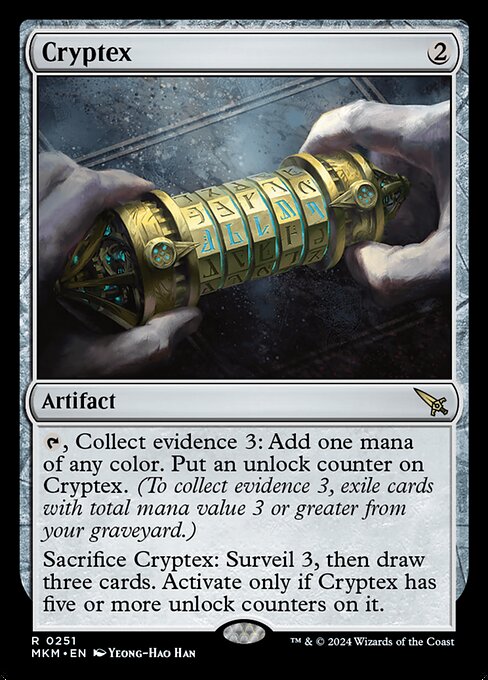 Cryptex 2
Artifact
, Collect evidence 3: Add one mana
of any color. Put an unlock counter on
Cryptex. (To collect evidence 3, exile cards
with total mana value 3 or greater from
your graveyard.)
Sacrifice Cryptex: Surveil 3, then draw
three cards. Activate only if Cryptex has
five or more unlock counters on it.
R 0251
MKM • EN Yeong-Hao Han
™ & © 2024 Wizards of the Coast